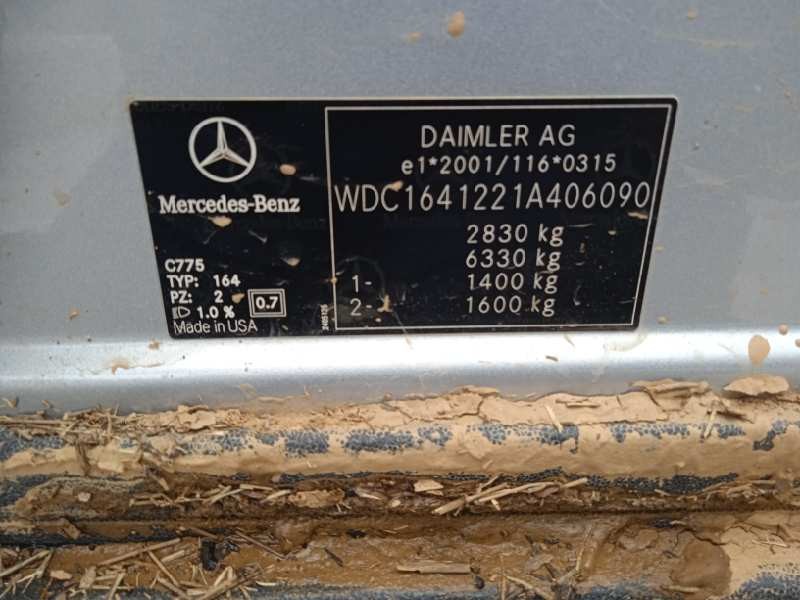 Mercedes-Benz
C775
TYP: 164
PZ: 2
1.0 %
0.7
Made in USA
DAIMLER AG
e1*2001/116*0315
WDC1641221A406090
2830 kg
6330 kg
1- 1400 kg
2- 1600 kg